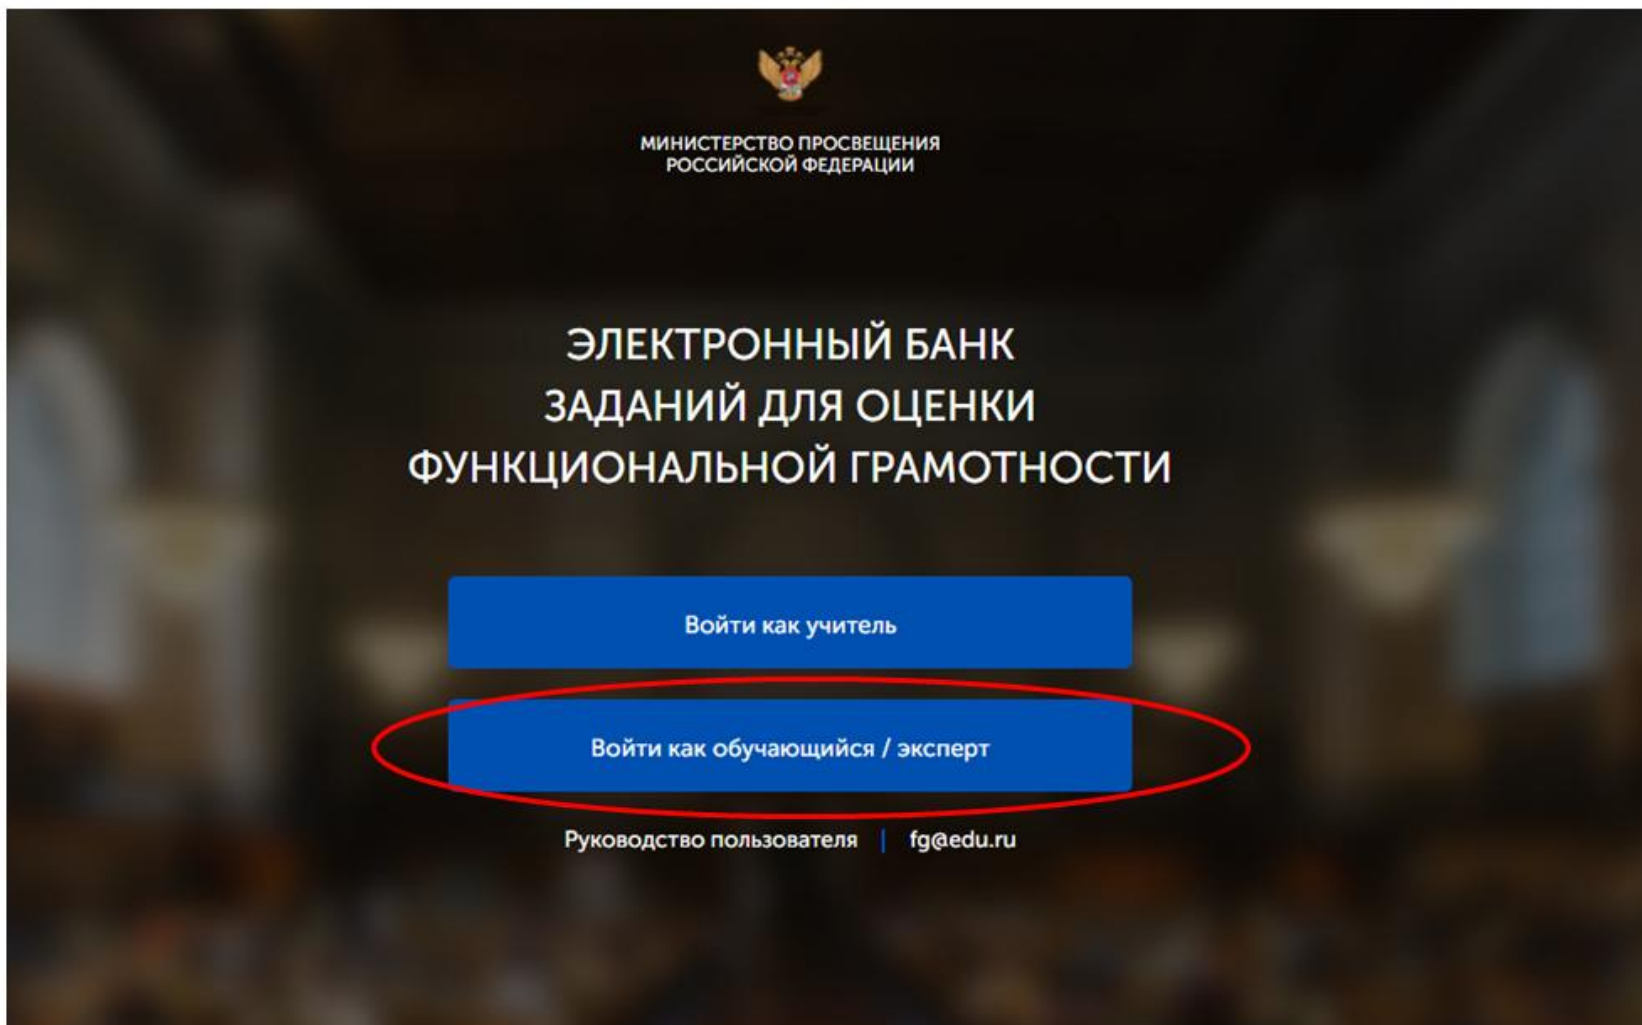 МИНИСТЕРСТВО ПРОСВЕЩЕНИЯ
РОССИЙСКОЙ ФЕДЕРАЦИИ
ЭЛЕКТРОННЫЙ БАНК
ЗАДАНИЙ ДЛЯ ОЦЕНКИ
ФУНКЦИОНАЛЬНОЙ ГРАМОТНОСТИ
Войти как учитель
Войти как обучающийся / эксперт
Руководство пользователя | fg@edu.ru